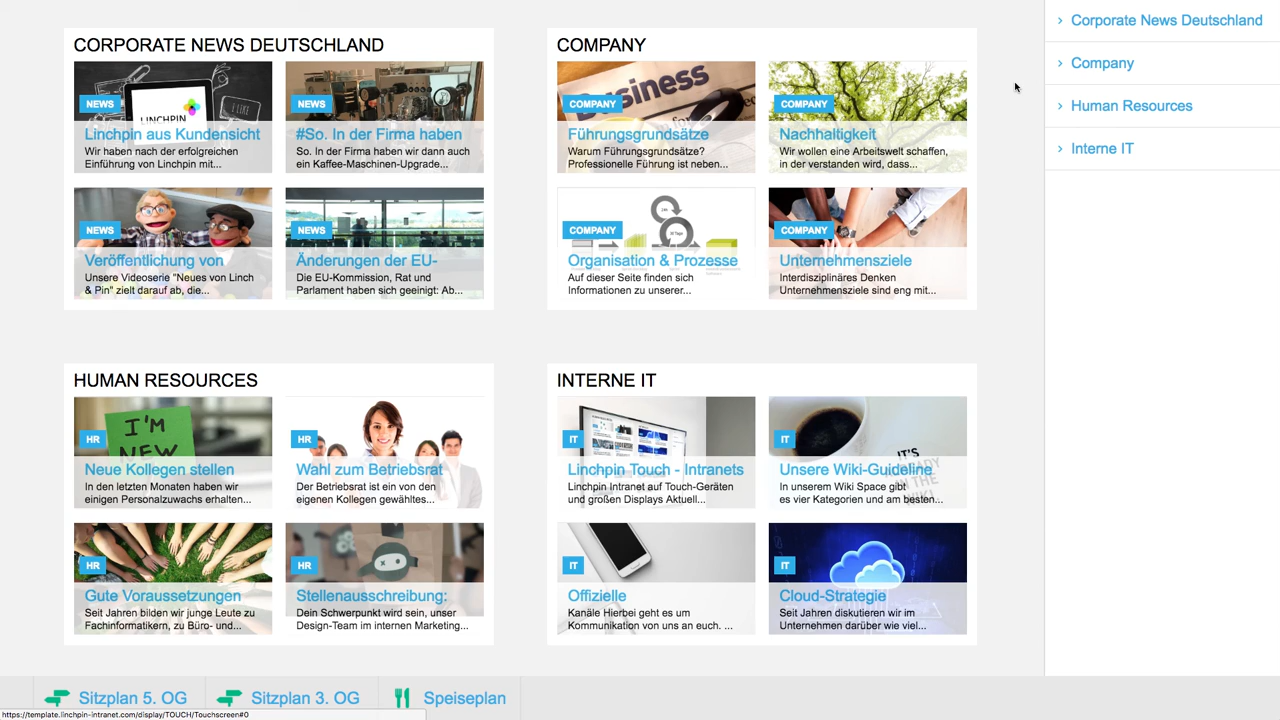 CORPORATE NEWS DEUTSCHLAND
LINCHPIN
I LIKE
NEWS
Linchpin aus Kundensicht
Wir haben nach der erfolgreichen
Einführung von Linchpin mit...
NEWS
#So. In der Firma haben
So. In der Firma haben wir dann auch
ein Kaffee-Maschinen-Upgrade...
NEWS
Veröffentlichung von
Unsere Videoserie "Neues von Linch
& Pin" zielt darauf ab, die...
NEWS
Änderungen der EU-
Die EU-Kommission, Rat und
Parlament haben sich geeinigt: Ab...
COMPANY
Business
COMPANY
Führungsgrundsätze
Warum Führungsgrundsätze?
Professionelle Führung ist neben...
COMPANY
Nachhaltigkeit
Wir wollen eine Arbeitswelt schaffen,
in der verstanden wird, dass...
COMPANY
Organisation & Prozesse
Auf dieser Seite finden sich
Informationen zu unserer...
COMPANY
Unternehmensziele
Interdisziplinäres Denken
Unternehmensziele sind eng mit...
HUMAN RESOURCES
I'M
NEW
HR
Neue Kollegen stellen
In den letzten Monaten haben wir
einigen Personalzuwachs erhalten...
HR
Wahl zum Betriebsrat
Der Betriebsrat ist ein von den
eigenen Kollegen gewähltes...
HR
Gute Voraussetzungen
Seit Jahren bilden wir junge Leute zu
Fachinformatikern, zu Büro- und...
HR
Stellenausschreibung:
Dein Schwerpunkt wird sein, unser
Design-Team im internen Marketing...
INTERNE IT
IT
Linchpin Touch - Intranets
Linchpin Intranet auf Touch-Geräten
und großen Displays Aktuell...
IT'S
IN THE
WIKI
IT
Unsere Wiki-Guideline
In unserem Wiki Space gibt
es vier Kategorien und am besten...
IT
Offizielle
Kanäle Hierbei geht es um
Kommunikation von uns an euch. ...
IT
Cloud-Strategie
Seit Jahren diskutieren wir im
Unternehmen darüber wie viel...
Corporate News Deutschland
Company
Human Resources
Interne IT
Sitzplan 5. OG
Sitzplan 3. OG
Speiseplan
https://template.linchpin-intranet.com/display/TOUCH/Touchscreen#0